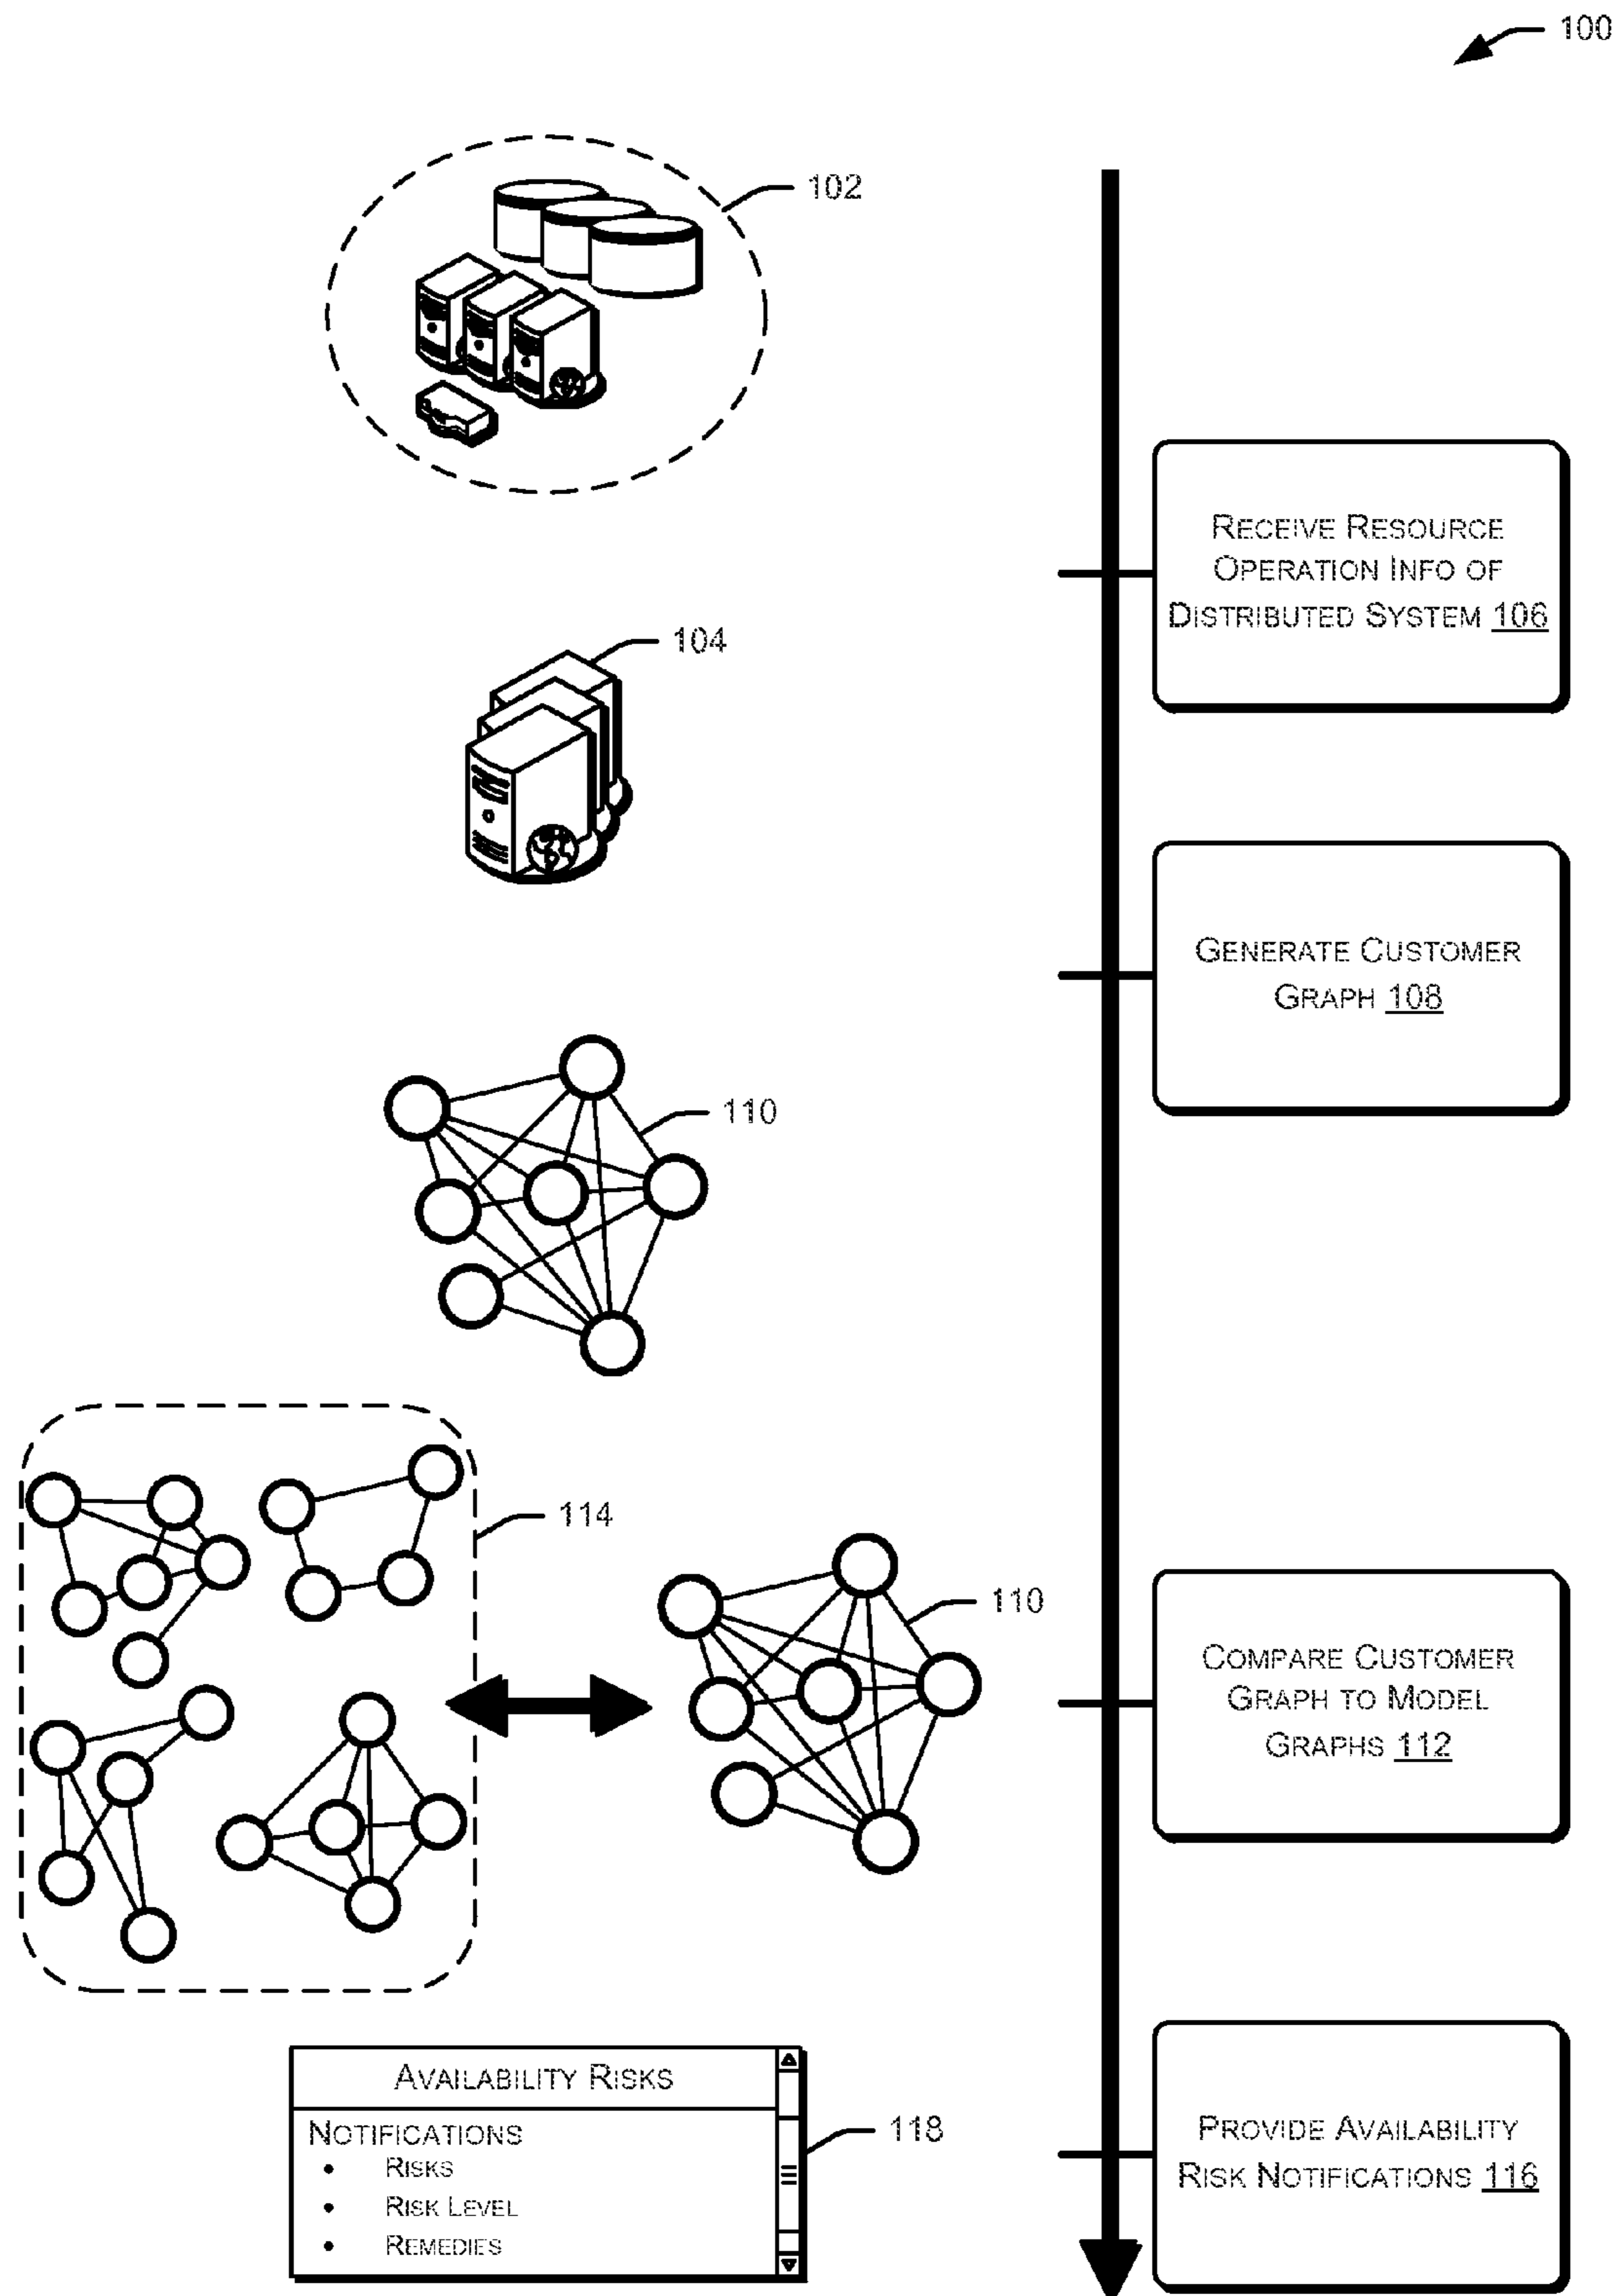 100
102
RECEIVE RESOURCE
OPERATION INFO OF
DISTRIBUTED SYSTEM 106
104
GENERATE CUSTOMER
GRAPH 108
110
114
110
COMPARE CUSTOMER
GRAPH TO MODEL
GRAPHS 112
AVAILABILITY RISKS
NOTIFICATIONS
• RISKS
• RISK LEVEL
• REMEDIES
118
PROVIDE AVAILABILITY
RISK NOTIFICATIONS 116